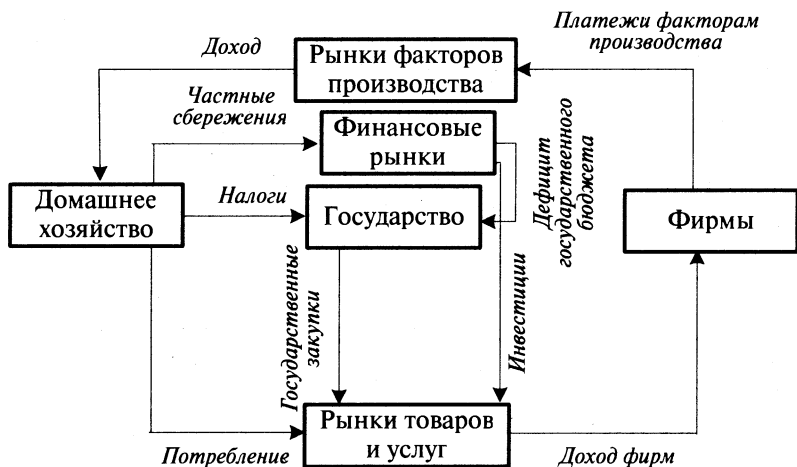 Платежи факторам
производства
Доход
Рынки факторов
производства
Частные
сбережения
Финансовые
рынки
Дефицит
государственного
бюджета
Домашнее
хозяйство
Налоги
Государство
Фирмы
Государственные
закупки
Инвестиции
Рынки товаров
и услуг
Потребление
Доход фирм